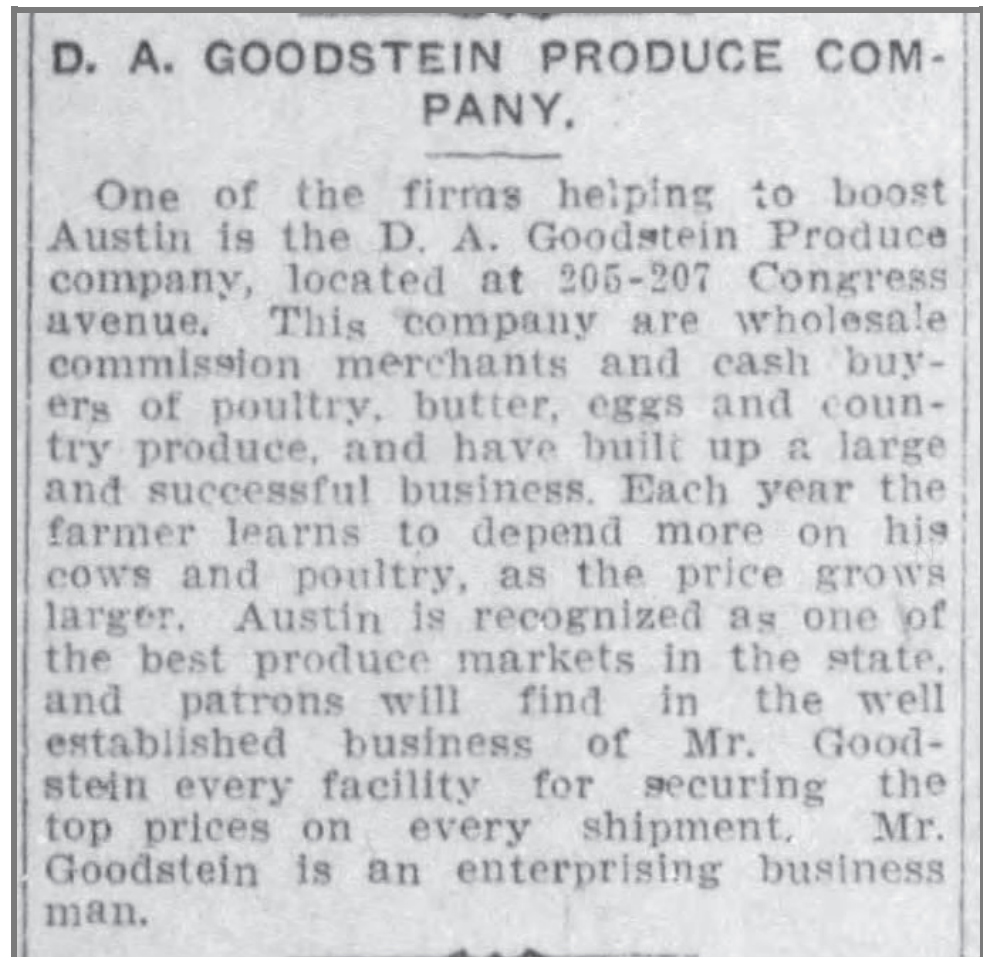 D. A. GOODSTEIN PRODUCE COM-
PANY.
One of the firms helping to boost
Austin is the D. A. Goodstein Produce
company, located at 205-207 Congress
avenue. This company are wholesale
commission merchants and cash buy-
ers of poultry, butter, eggs and coun-
try produce, and have built up a large
and successful business. Each year the
farmer learns to depend more on his
cows and poultry, as the price grows
larger. Austin is recognized as one of
the best produce markets in the state,
and patrons will find in the well
established business of Mr. Good-
stein every facility for securing the
top prices on every shipment. Mr.
Goodstein is an enterprising business
man.